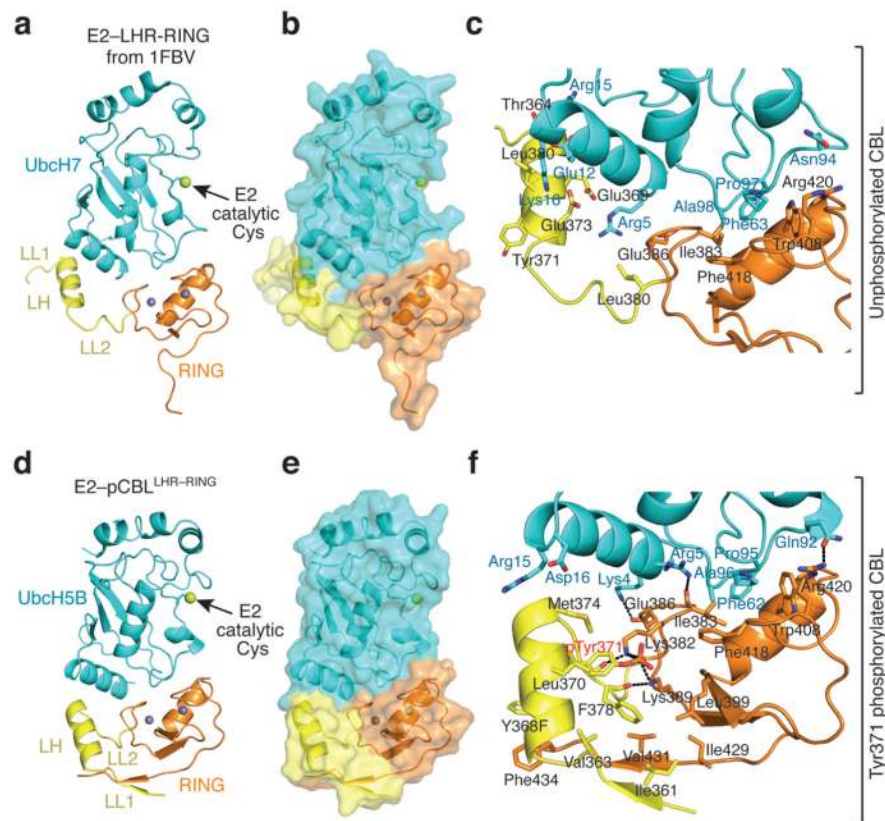 a
E2–LHR-RING
from 1FBV
UbcH7
E2
catalytic
Cys
LL1
LH
LL2
RING
b
c
Arg15
Thr364
Leu380
Glu12
Lys10
Glu369
Glu373
Arg5
Tyr371
Asn94
Pro97
Arg420
Ala98
Phe63
Glu386
Ile383
Trp408
Phe418
Leu380
Unphosphorylated CBL
d
E2–pCBLLHR–RING
UbcH5B
E2
catalytic
Cys
LH
LL2
RING
LL1
e
f
Arg15
Asp16
Lys4
Arg5
Pro95
Gln92
Ala96
Met374
Glu386
Ile383
Phe62
Arg420
pTyr371
Lys382
Trp408
Phe418
Leu370
Lys389
Leu399
F378
Y368F
Val363
Val431
Ile429
Phe434
Ile361
Tyr371 phosphorylated CBL